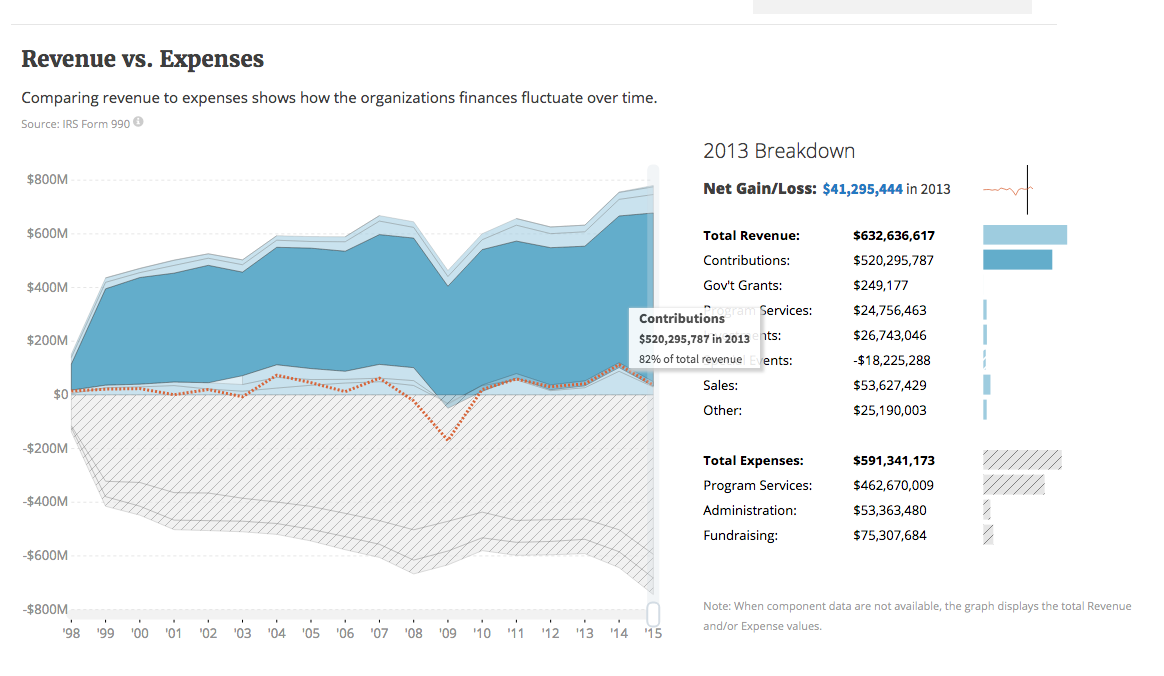 Revenue vs. Expenses
Comparing revenue to expenses shows how the organizations finances fluctuate over time.
Source: IRS Form 990
2013 Breakdown
Net Gain/Loss: $41,295,444 in 2013
Total Revenue: $632,636,617
Contributions: $520,295,787
Gov't Grants: $249,177
Program Services: $24,756,463
$26,743,046
Events: -$18,225,288
Sales: $53,627,429
Other: $25,190,003
Total Expenses: $591,341,173
Program Services: $462,670,009
Administration: $53,363,480
Fundraising: $75,307,684
Note: When component data are not available, the graph displays the total Revenue
and/or Expense values.
$800M
$600M
$400M
$200M
$0
-$200M
-$400M
-$600M
-$800M
'98 '99 '00 '01 '02 '03 '04 '05 '06 '07 '08 '09 '10 '11 '12 '13 '14 '15
Contributions
$520,295,787 in 2013
82% of total revenue